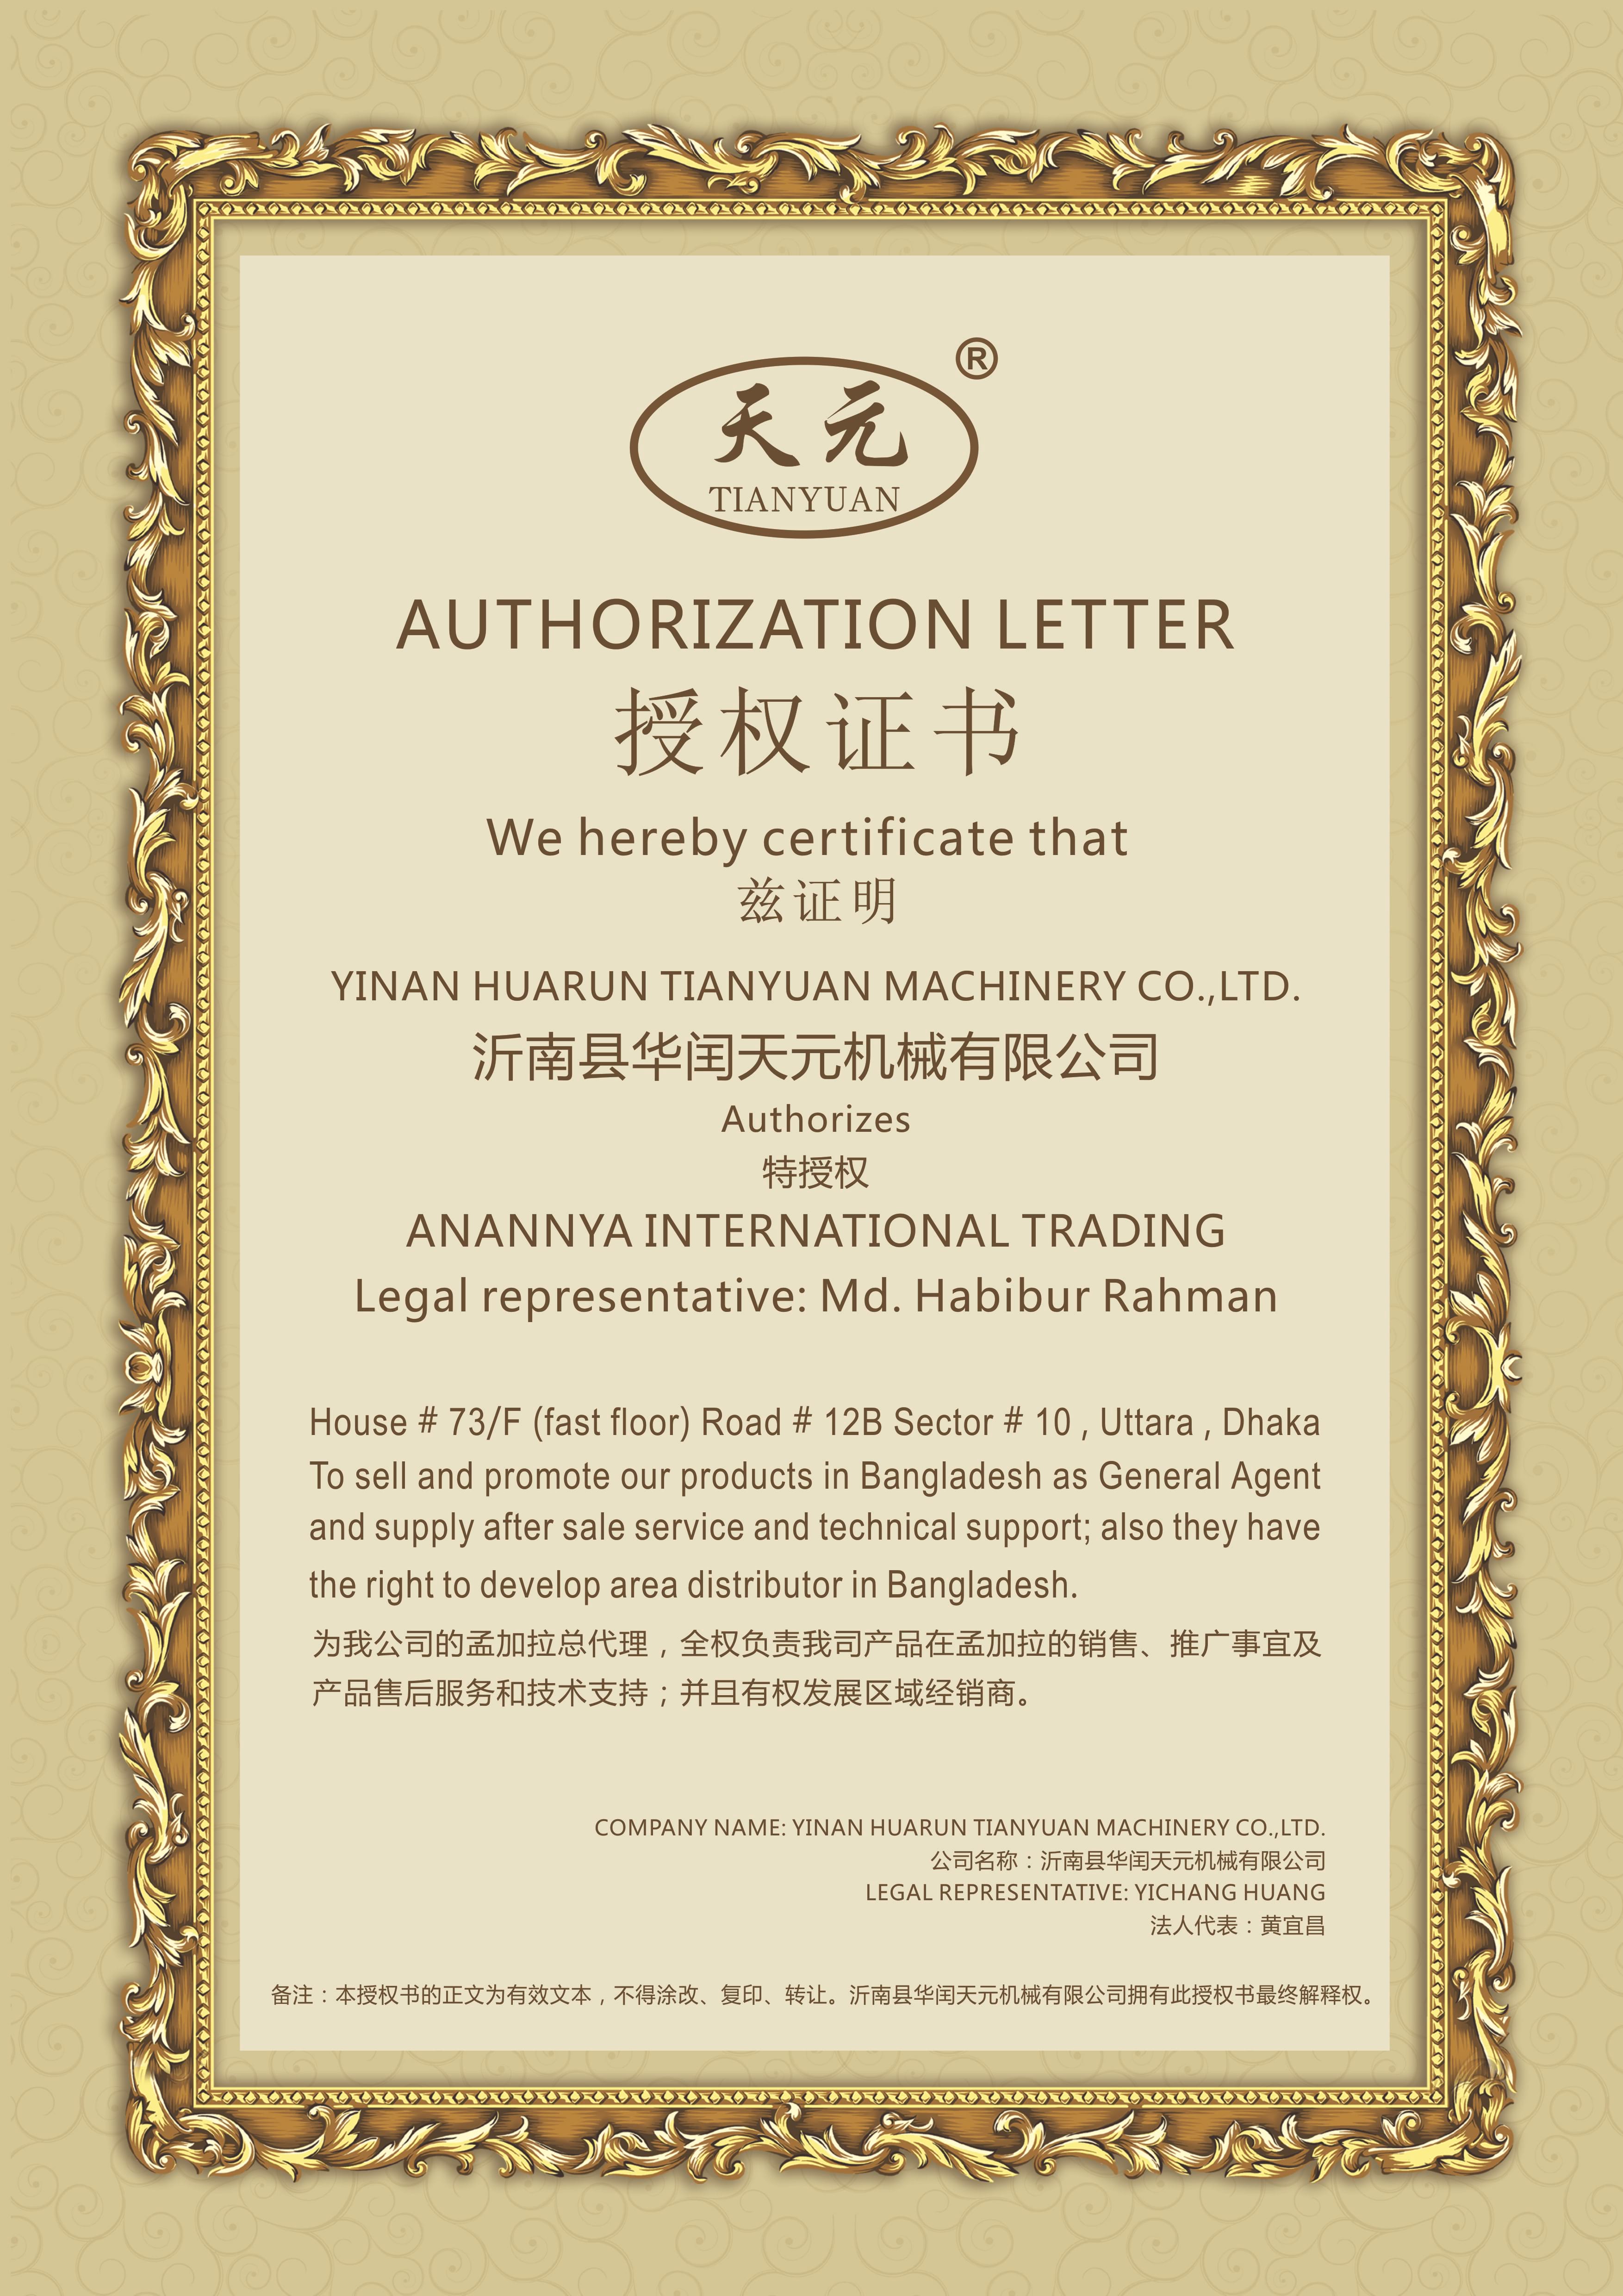 ®
天元
TIANYUAN
AUTHORIZATION LETTER
授权证书
We hereby certificate that
兹证明
YINAN HUARUN TIANYUAN MACHINERY CO.,LTD.
沂南县华闰天元机械有限公司
Authorizes
特授权
ANANNYA INTERNATIONAL TRADING
Legal representative: Md. Habibur Rahman
House # 73/F (fast floor) Road # 12B Sector # 10 , Uttara , Dhaka
To sell and promote our products in Bangladesh as General Agent
and supply after sale service and technical support; also they have
the right to develop area distributor in Bangladesh.
为我公司的孟加拉总代理，全权负责我司产品在孟加拉的销售、推广事宜及
产品售后服务和技术支持；并且有权发展区域经销商。
COMPANY NAME: YINAN HUARUN TIANYUAN MACHINERY CO.,LTD.
公司名称：沂南县华闰天元机械有限公司
LEGAL REPRESENTATIVE: YICHANG HUANG
法人代表：黄宜昌
备注：本授权书的正文为有效文本，不得涂改、复印、转让。沂南县华闰天元机械有限公司拥有此授权书最终解释权。